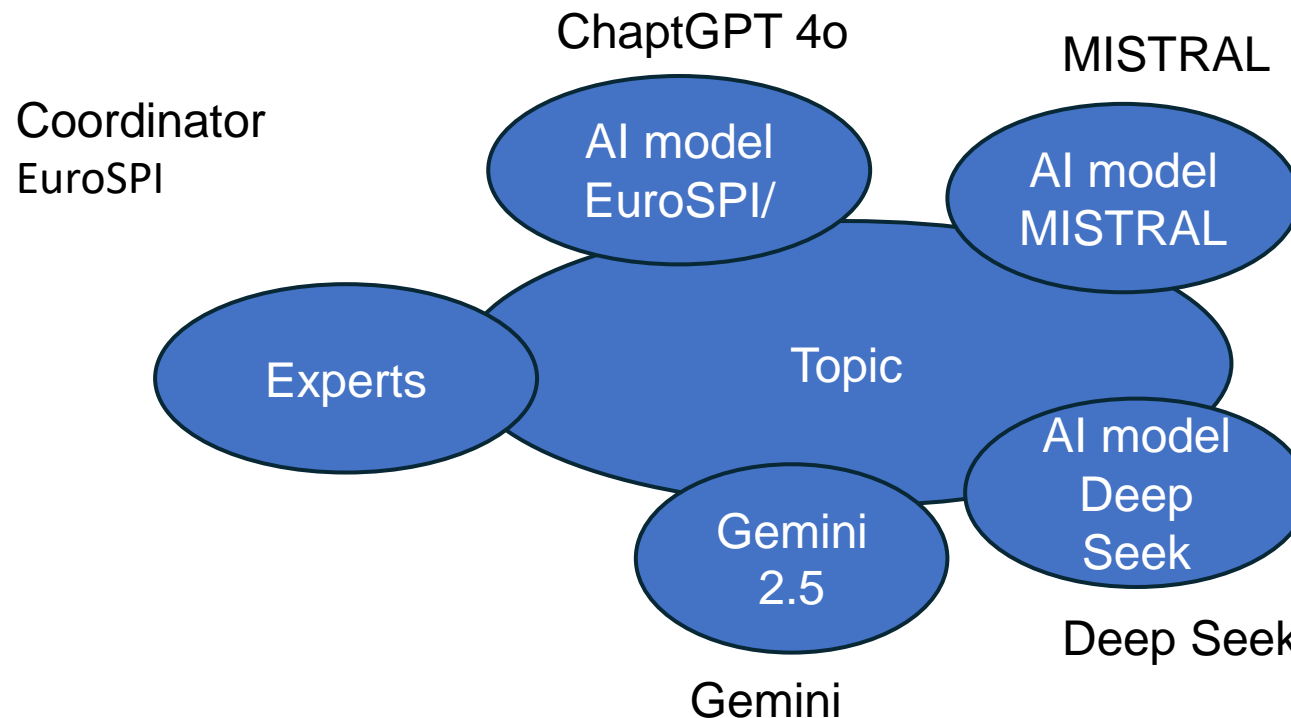 ChaptGPT 4o
MISTRAL
Coordinator
EuroSPI
AI model
EuroSPI/
AI model
MISTRAL
Experts
Topic
AI model
Deep
Seek
Gemini
2.5
Deep Seek
Gemini